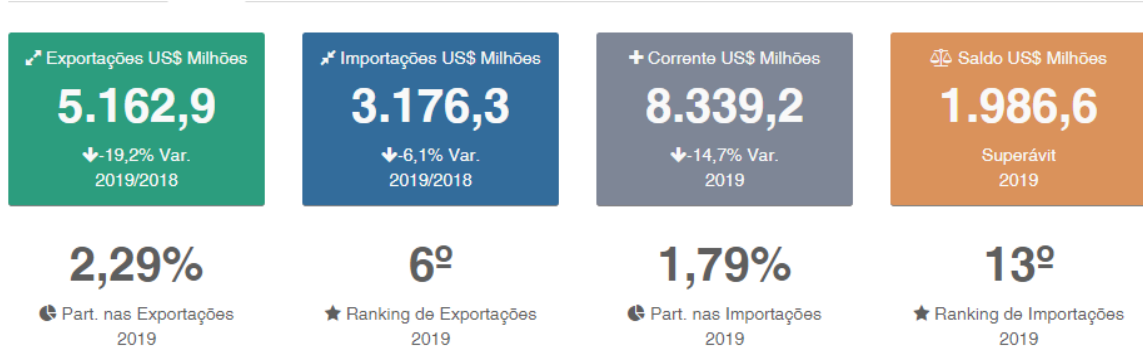 Exportações US$ Milhões
5.162,9
-19,2% Var.
2019/2018
Importações US$ Milhões
3.176,3
-6,1% Var.
2019/2018
Corrente US$ Milhões
8.339,2
-14,7% Var.
2019
Saldo US$ Milhões
1.986,6
Superávit
2019
2,29%
Part. nas Exportações
2019
6º
Ranking de Exportações
2019
1,79%
Part. nas Importações
2019
13º
Ranking de Importações
2019